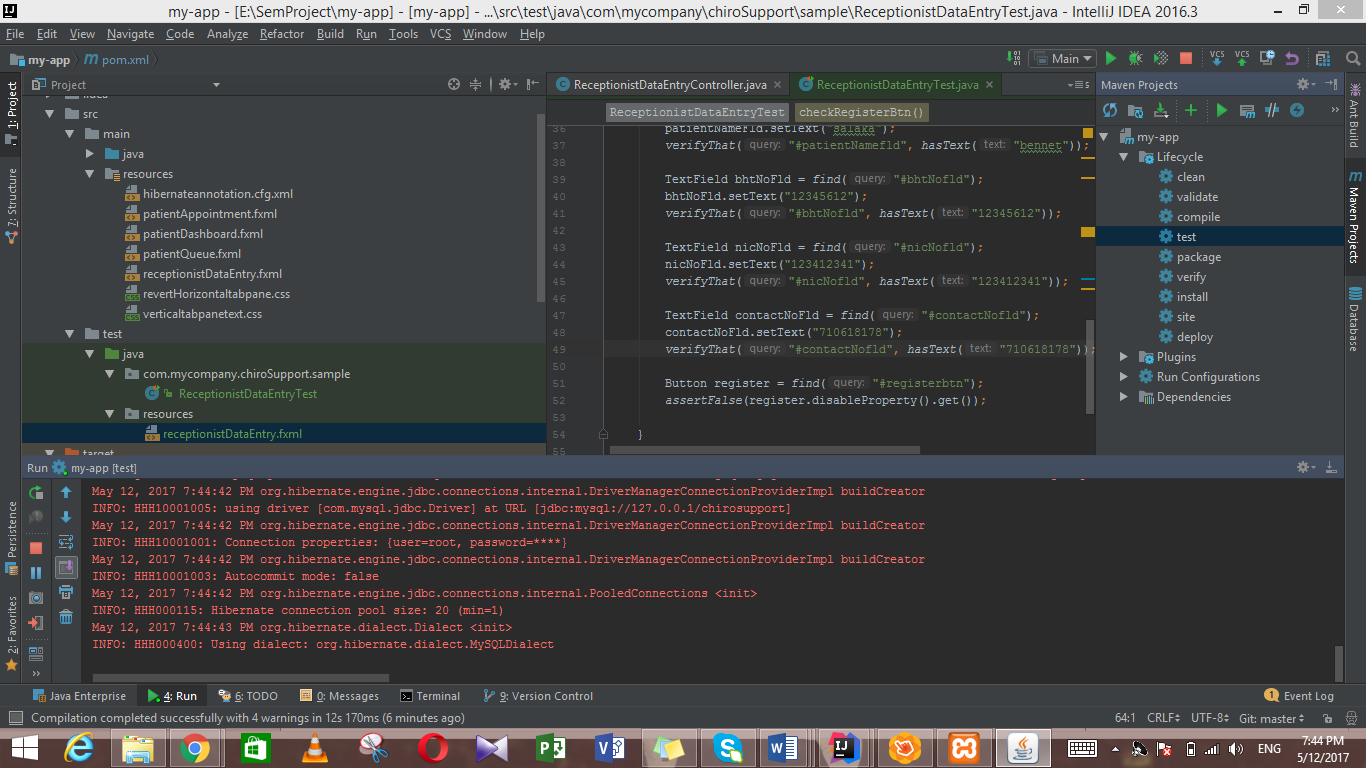 my-app - [E:\SemProject\my-app] - [my-app] - ...\src\test\java\com\mycompany\chiroSupport\sample\ReceptionistDataEntryTest.java - IntelliJ IDEA 2016.3
File Edit View Navigate Code Analyze Refactor Build Run Tools VCS Window Help
my-app pom.xml Main VCS VCS
Project
ReceptionistDataEntryController.java ReceptionistDataEntryTest.java
Maven Projects
ReceptionistDataEntryTest checkRegisterBtn()
src
main
java
resources
hibernateannotation.cfg.xml
patientAppointment.fxml
patientDashboard.fxml
patientQueue.fxml
receptionistDataEntry.fxml
revertHorizontaltabpane.css
verticaltabpanetext.css
test
java
com.mycompany.chiroSupport.sample
ReceptionistDataEntryTest
resources
receptionistDataEntry.fxml
target
36 patientNamefld.setText("salaka");
37 verifyThat( query: "#patientNamefld", hasText( text: "bennet"));
38
39 TextField bhtNoFld = find( query: "#bhtNofld");
40 bhtNoFld.setText("12345612");
41 verifyThat( query: "#bhtNofld", hasText( text: "12345612"));
42
43 TextField nicNoFld = find( query: "#nicNofld");
44 nicNoFld.setText("123412341");
45 verifyThat( query: "#nicNofld", hasText( text: "123412341"));
46
47 TextField contactNoFld = find( query: "#contactNofld");
48 contactNoFld.setText("710618178");
49 verifyThat( query: "#contactNofld", hasText( text: "710618178"));
50
51 Button register = find( query: "#registerbtn");
52 assertFalse(register.disableProperty().get());
53
54 }
55
my-app
Lifecycle
clean
validate
compile
test
package
verify
install
site
deploy
Plugins
Run Configurations
Dependencies
1: Project
7: Structure
Persistence
2: Favorites
Ant Build
Maven Projects
Database
Run my-app [test]
May 12, 2017 7:44:42 PM org.hibernate.engine.jdbc.connections.internal.DriverManagerConnectionProviderImpl buildCreator
INFO: HHH10001005: using driver [com.mysql.jdbc.Driver] at URL [jdbc:mysql://127.0.0.1/chirosupport]
May 12, 2017 7:44:42 PM org.hibernate.engine.jdbc.connections.internal.DriverManagerConnectionProviderImpl buildCreator
INFO: HHH10001001: Connection properties: {user=root, password=****}
May 12, 2017 7:44:42 PM org.hibernate.engine.jdbc.connections.internal.DriverManagerConnectionProviderImpl buildCreator
INFO: HHH10001003: Autocommit mode: false
May 12, 2017 7:44:42 PM org.hibernate.engine.jdbc.connections.internal.PooledConnections <init>
INFO: HHH000115: Hibernate connection pool size: 20 (min=1)
May 12, 2017 7:44:43 PM org.hibernate.dialect.Dialect <init>
INFO: HHH000400: Using dialect: org.hibernate.dialect.MySQLDialect
Java Enterprise 4: Run 6: TODO 0: Messages Terminal 9: Version Control 1 Event Log
Compilation completed successfully with 4 warnings in 12s 170ms (6 minutes ago) 64:1 CRLF UTF-8 Git: master
ENG 7:44 PM
5/12/2017